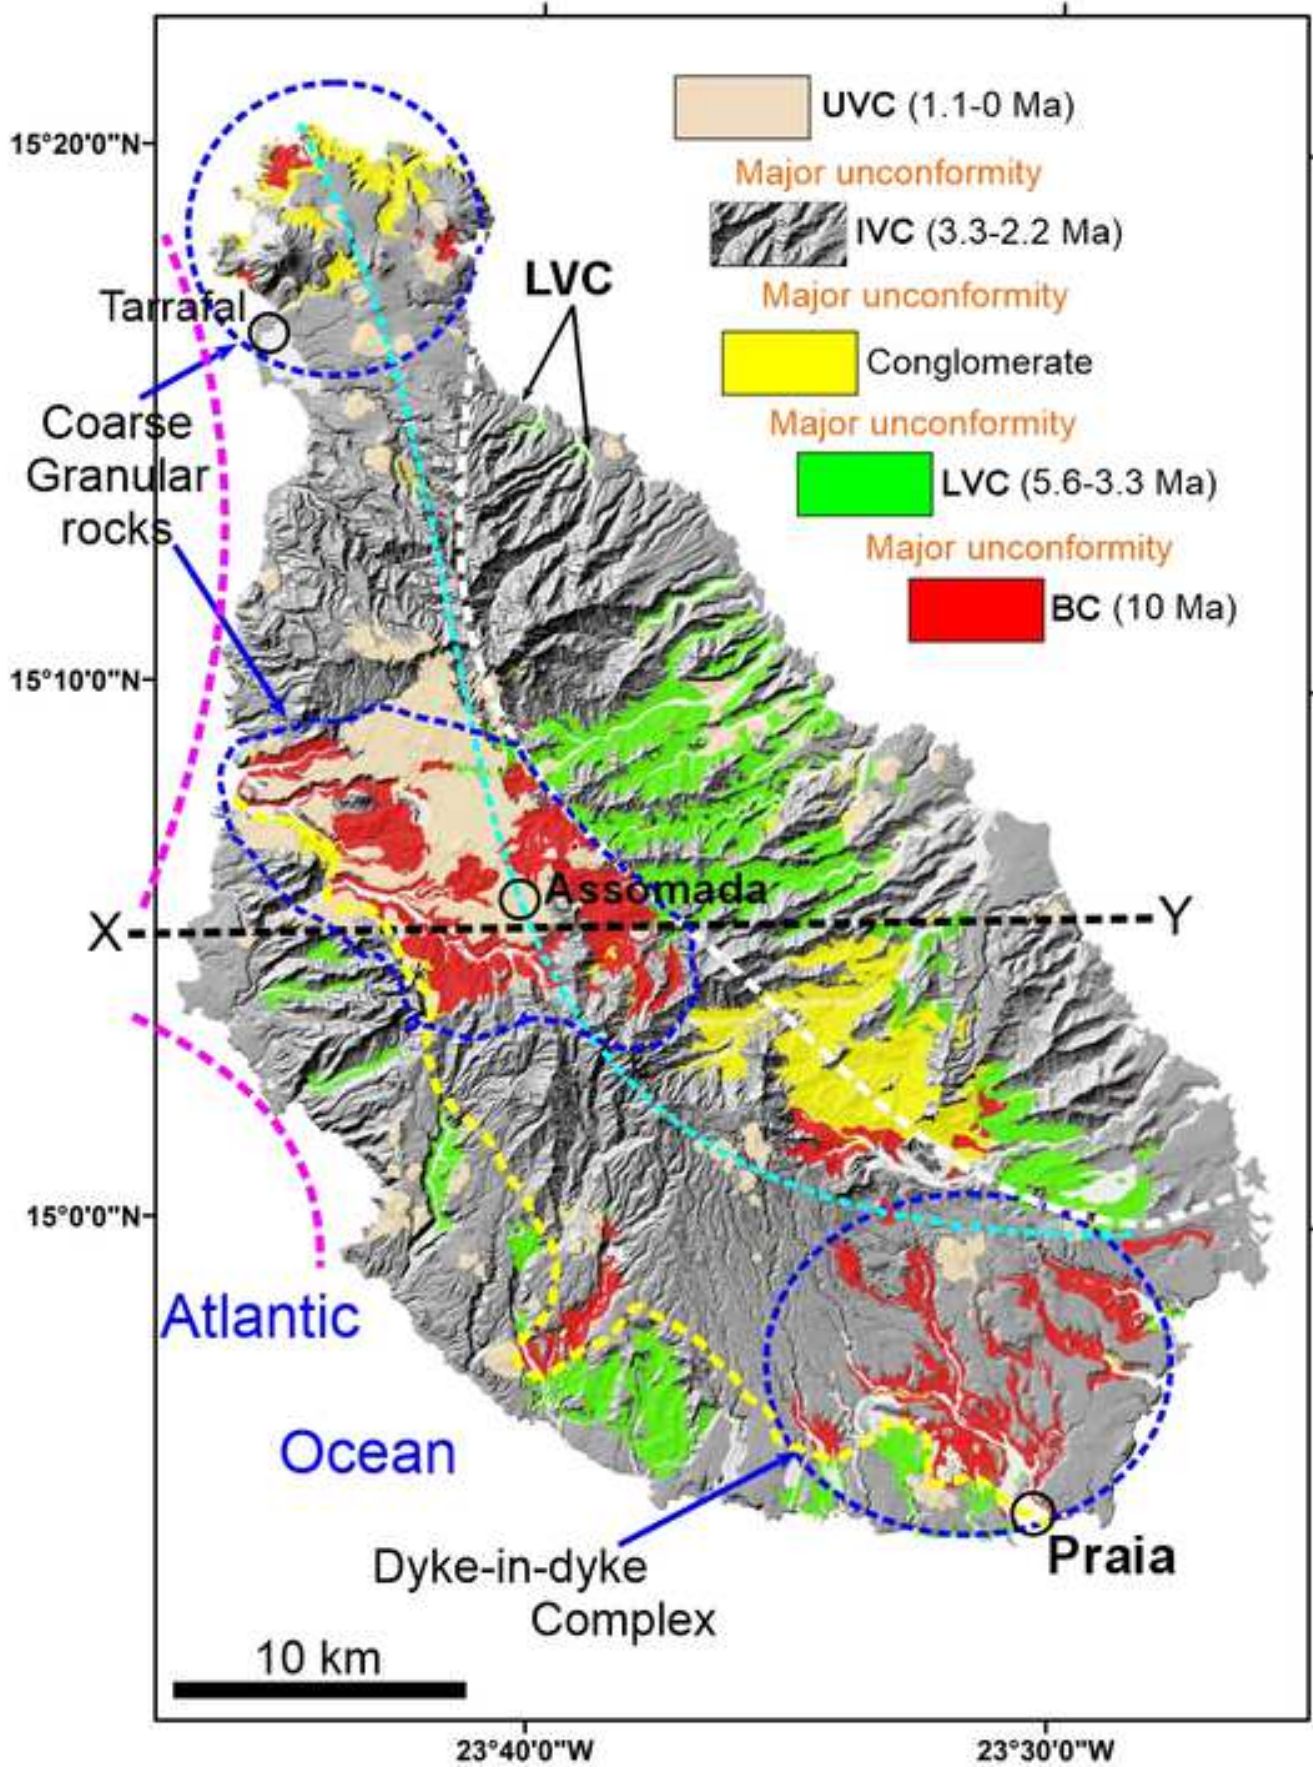 15°20'0"N
UVC (1.1-0 Ma)
Major unconformity
IVC (3.3-2.2 Ma)
LVC
Major unconformity
Tarrafal
Conglomerate
Coarse
Granular
rocks
Major unconformity
LVC (5.6-3.3 Ma)
Major unconformity
BC (10 Ma)
15°10'0"N
Assomada
X
Y
15°0'0"N
Atlantic
Ocean
Dyke-in-dyke
Complex
Praia
10 km
23°40'0"W
23°30'0"W